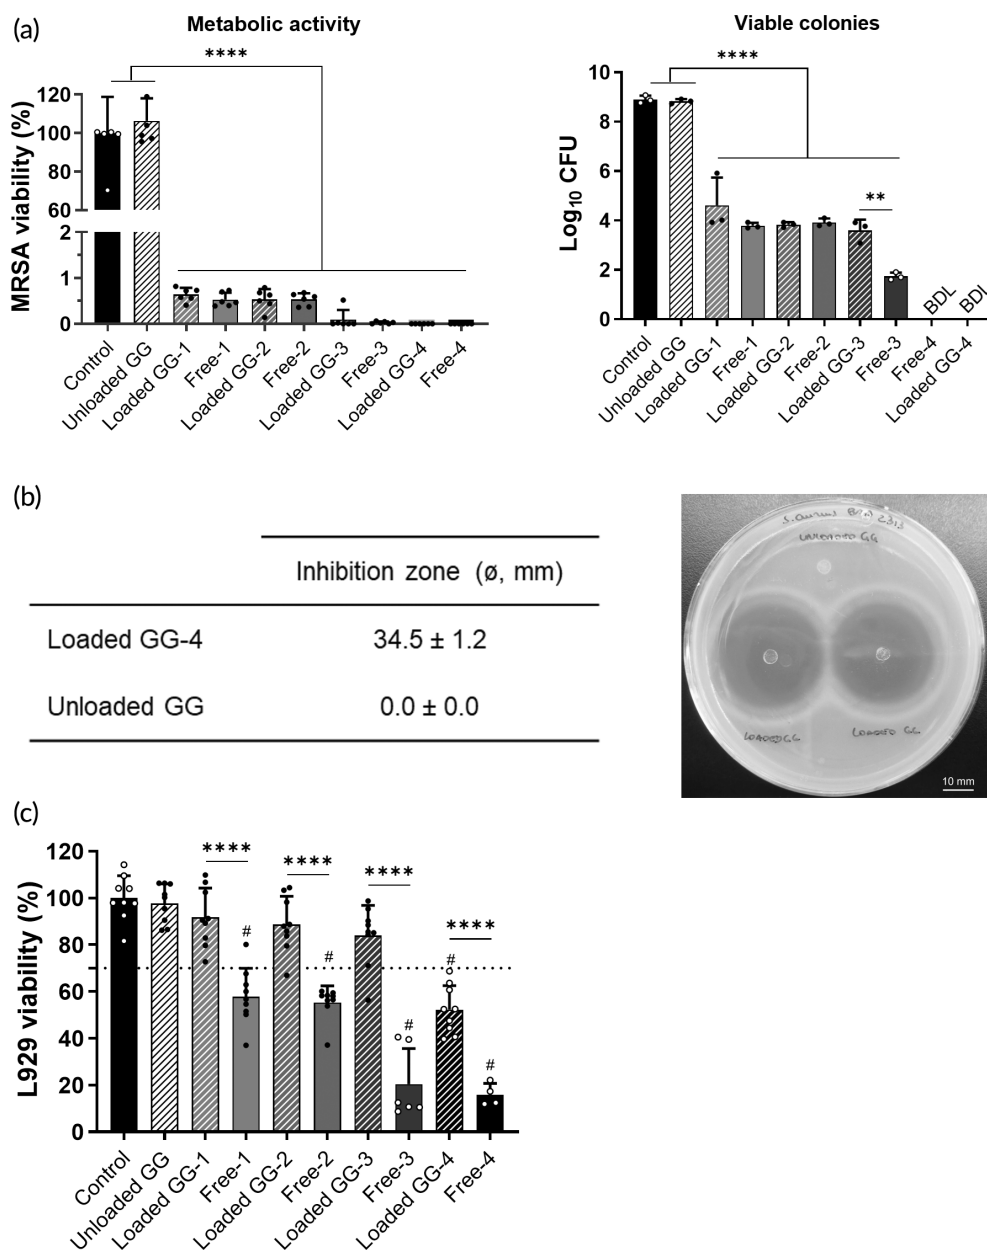 (a)
Metabolic activity
****
MRSA viability (%)
120
100
80
60
2
1
0
Control
Unloaded GG
Loaded GG-1
Free-1
Loaded GG-2
Free-2
Loaded GG-3
Free-3
Loaded GG-4
Free-4
Viable colonies
****
**
Log10 CFU
10
8
6
4
2
0
BDL
BDL
Control
Unloaded GG
Loaded GG-1
Free-1
Loaded GG-2
Free-2
Loaded GG-3
Free-3
Free-4
Loaded GG-4
(b)
Inhibition zone (ø, mm)
Loaded GG-4 34.5 ± 1.2
Unloaded GG 0.0 ± 0.0
UNLOADED GG
LOADED GG
LOADED GG
10 mm
(c)
L929 viability (%)
120
100
80
60
40
20
0
**** **** **** ****
# # # # #
Control
Unloaded GG
Loaded GG-1
Free-1
Loaded GG-2
Free-2
Loaded GG-3
Free-3
Loaded GG-4
Free-4